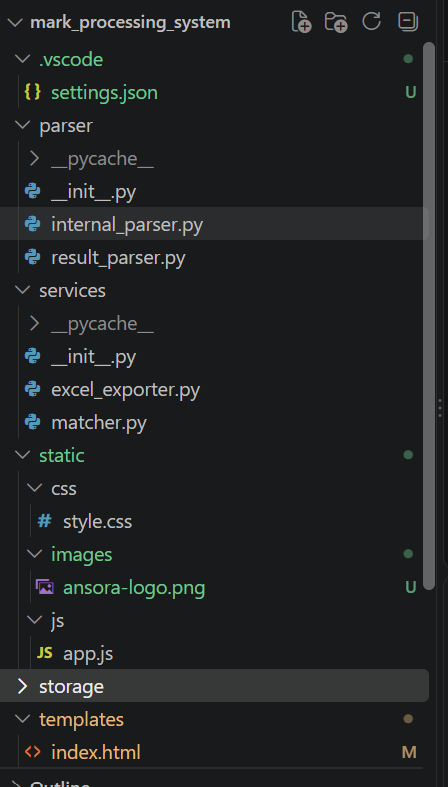 mark_processing_system
.vscode
{} settings.json U
parser
__pycache__
__init__.py
internal_parser.py
result_parser.py
services
__pycache__
__init__.py
excel_exporter.py
matcher.py
static
css
# style.css
images
ansora-logo.png U
js
JS app.js
storage
templates
<> index.html M
Outline